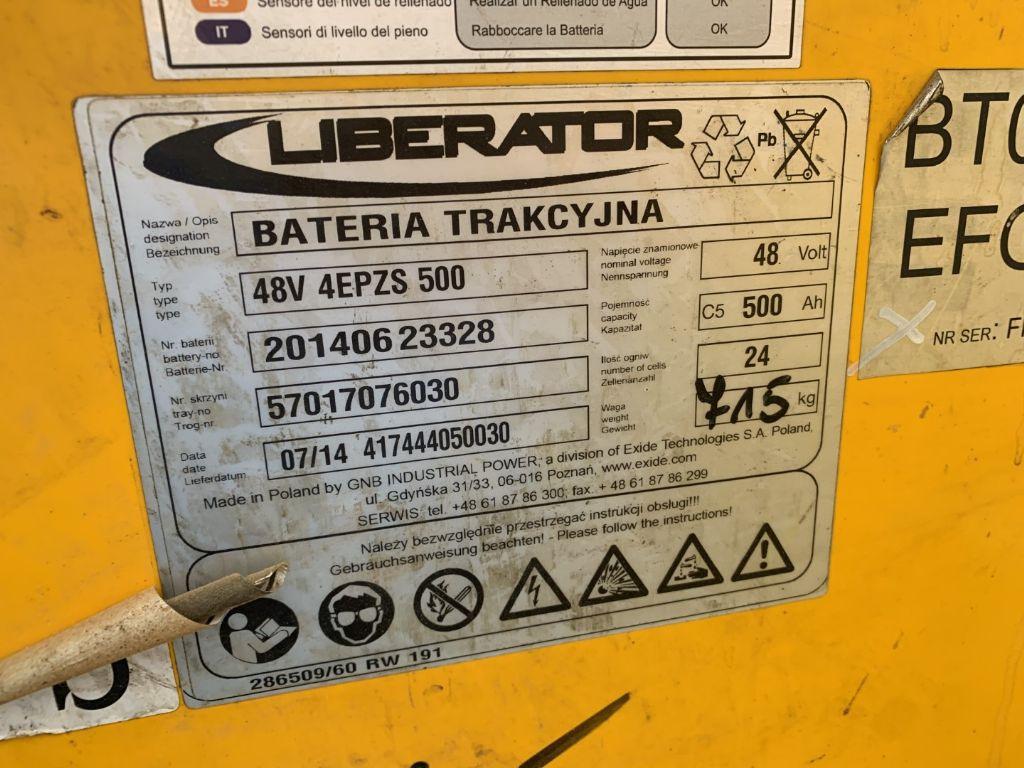 ES Sensore del nivel de rellenado Realizar un Rellenado de Agua OK
IT Sensori di livello del pieno Rabboccare la Batteria OK
LIBERATOR Pb
Nazwa / Opis
designation
Bezeichnung
BATERIA TRAKCYJNA
Typ
type
type
48V 4EPZS 500
Napięcie znamionowe
nominal voltage
Nennspannung
48 Volt
Nr. baterii
battery-no
Batterie-Nr.
201406 23328
Pojemność
capacity
Kapazität
C5 500 Ah
Nr. skrzyni
tray-no
Trog-nr
57017076030
Ilość ogniw
number of cells
Zellenanzahl
24
Data
date
Lieferdatum
07/14 417444050030
Waga
weight
Gewicht
715 kg
Made in Poland by GNB INDUSTRIAL POWER, a division of Exide Technologies S.A. Poland,
ul. Gdyńska 31/33, 06-016 Poznań, www.exide.com
SERWIS: tel. +48 61 87 86 300; fax. + 48 61 87 86 299
Należy bezwzględnie przestrzegać instrukcji obsługi!!!
Gebrauchsanweisung beachten! - Please follow the instructions!
286509/60 RW 191
BT
EF
NR SER: F